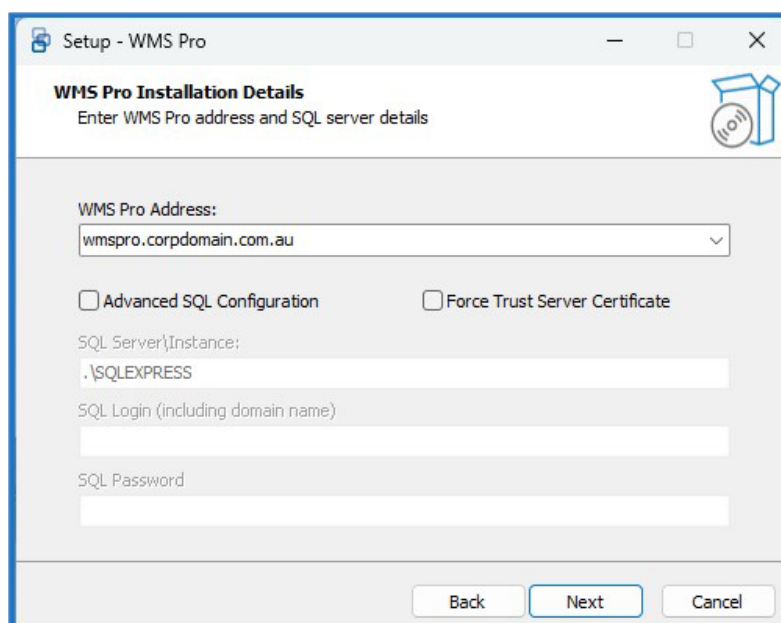 Setup - WMS Pro
WMS Pro Installation Details
Enter WMS Pro address and SQL server details
WMS Pro Address:
wmspro.corpdomain.com.au
Advanced SQL Configuration Force Trust Server Certificate
SQL Server\Instance:
.\SQLEXPRESS
SQL Login (including domain name)
SQL Password
Back Next Cancel